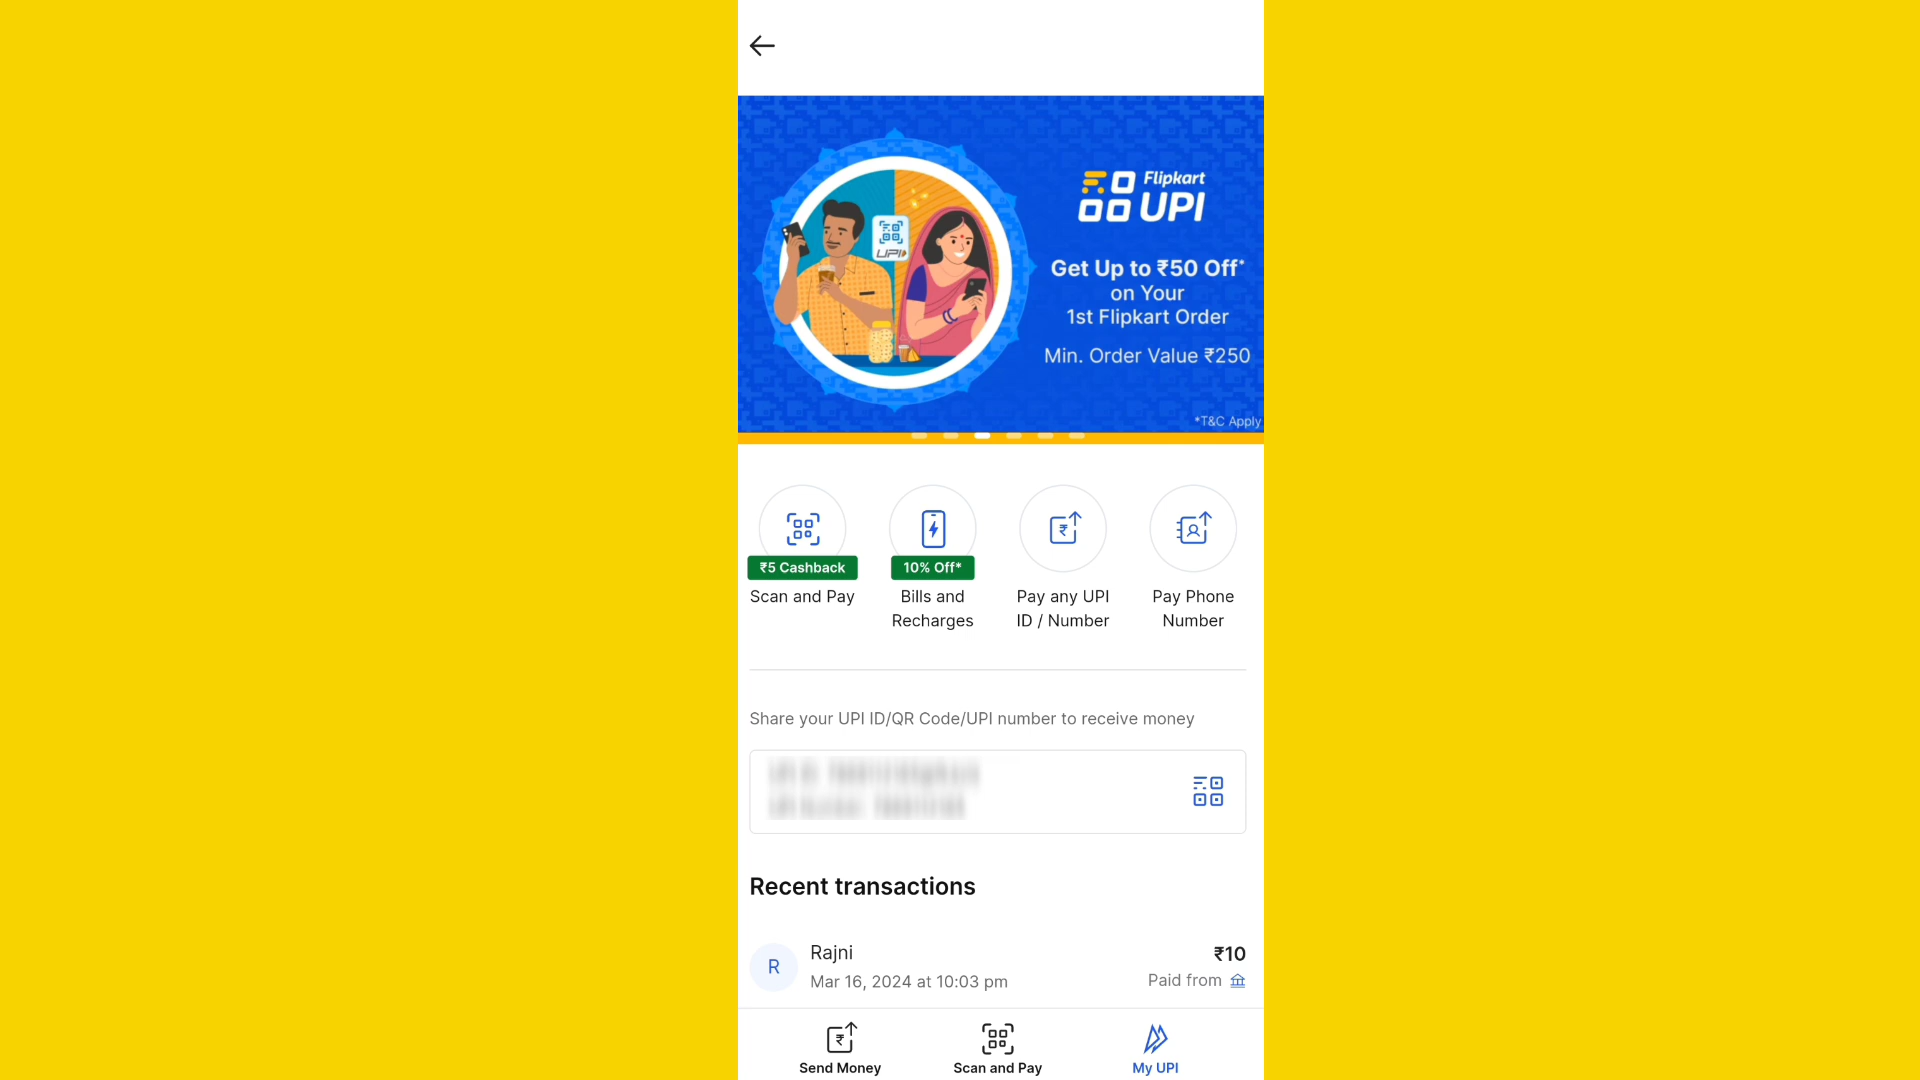 Flipkart
UPI
UPI
Get Up to ₹50 Off*
on Your
1st Flipkart Order
Min. Order Value ₹250
*T&C Apply
₹5 Cashback
Scan and Pay
10% Off*
Bills and
Recharges
Pay any UPI
ID / Number
Pay Phone
Number
Share your UPI ID/QR Code/UPI number to receive money
Recent transactions
R
Rajni
₹10
Mar 16, 2024 at 10:03 pm
Paid from
Send Money
Scan and Pay
My UPI